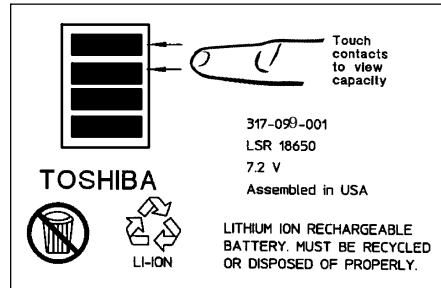 Touch
contacts
to view
capacity
317-099-001
LSR 18650
7.2 V
Assembled in USA
TOSHIBA
LI-ION
LITHIUM ION RECHARGEABLE
BATTERY. MUST BE RECYCLED
OR DISPOSED OF PROPERLY.